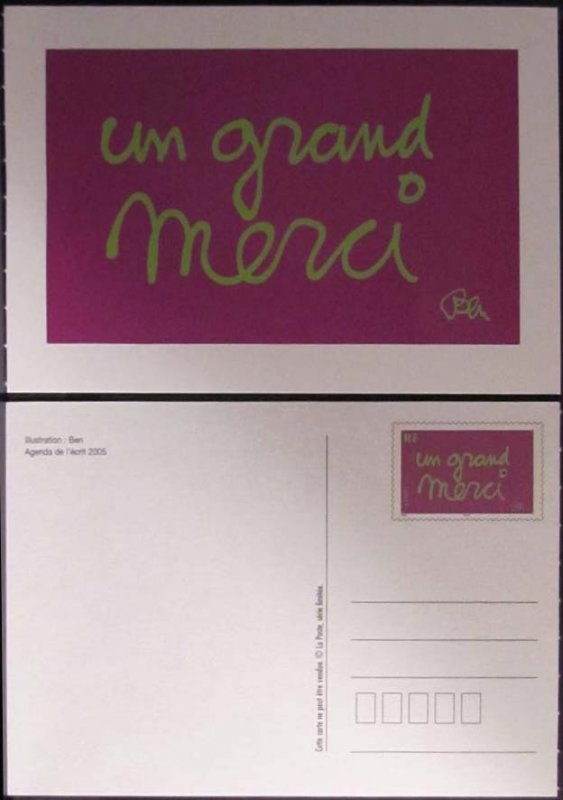 un grand
merci
Ben
Illustration : Ben
Agenda de l'écrit 2005
RF
un grand
merci
Cette carte ne peut être vendue. © La Poste, série limitée.